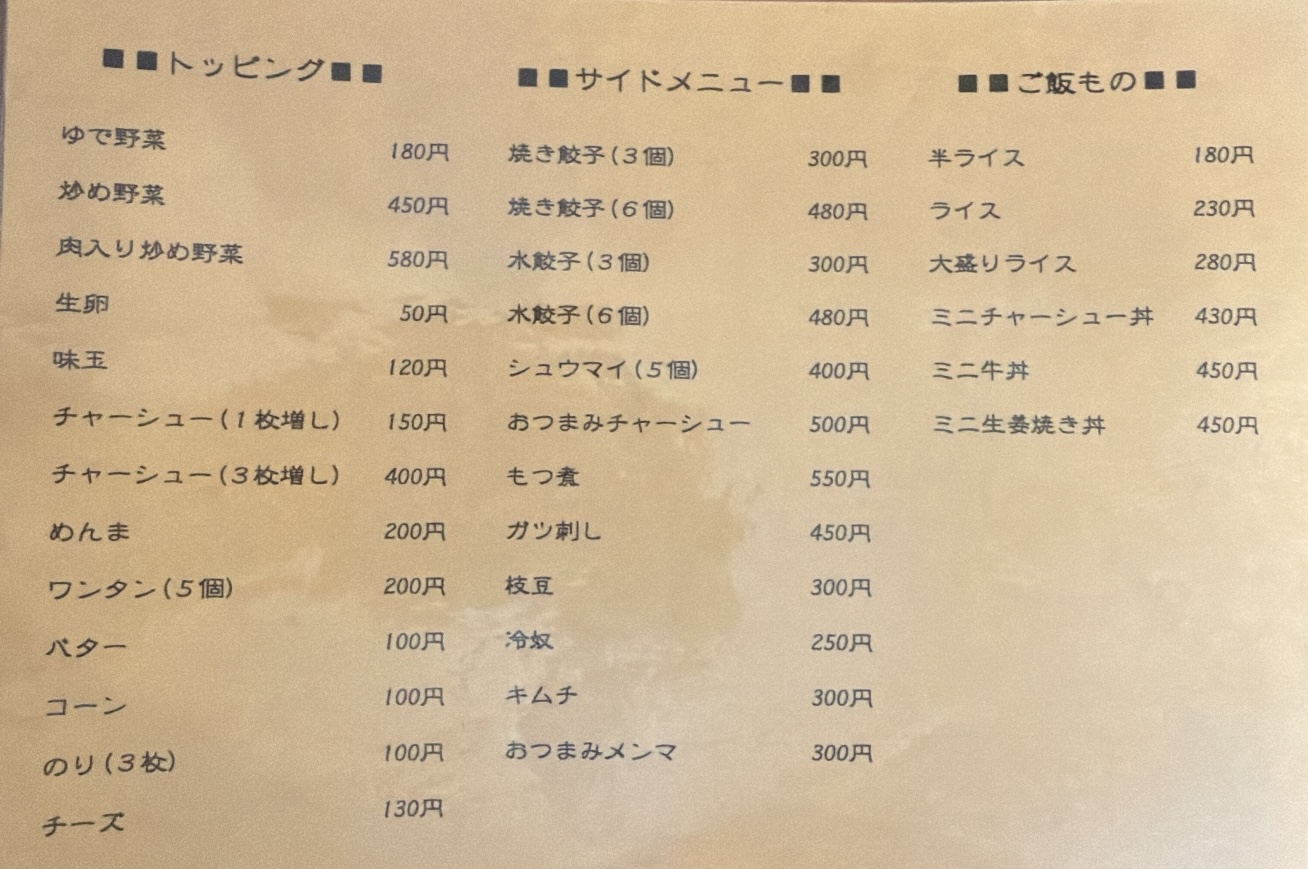 ■■トッピング■■
ゆで野菜 180円
炒め野菜 450円
肉入り炒め野菜 580円
生卵 50円
味玉 120円
チャーシュー(1枚増し) 150円
チャーシュー(3枚増し) 400円
めんま 200円
ワンタン(5個) 200円
バター 100円
コーン 100円
のり(3枚) 100円
チーズ 130円
■■サイドメニュー■■
焼き餃子(3個) 300円
焼き餃子(6個) 480円
水餃子(3個) 300円
水餃子(6個) 480円
シュウマイ(5個) 400円
おつまみチャーシュー 500円
もつ煮 550円
ガツ刺し 450円
枝豆 300円
冷奴 250円
キムチ 300円
おつまみメンマ 300円
■■ご飯もの■■
半ライス 180円
ライス 230円
大盛りライス 280円
ミニチャーシュー丼 430円
ミニ牛丼 450円
ミニ生姜焼き丼 450円